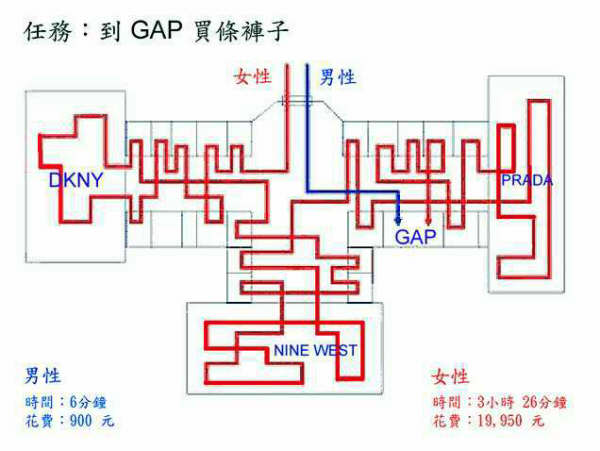 任務：到 GAP 買條褲子
女性 男性
DKNY
PRADA
GAP
NINE WEST
男性
時間：6分鐘
花費：900 元
女性
時間：3小時 26分鐘
花費：19,950 元